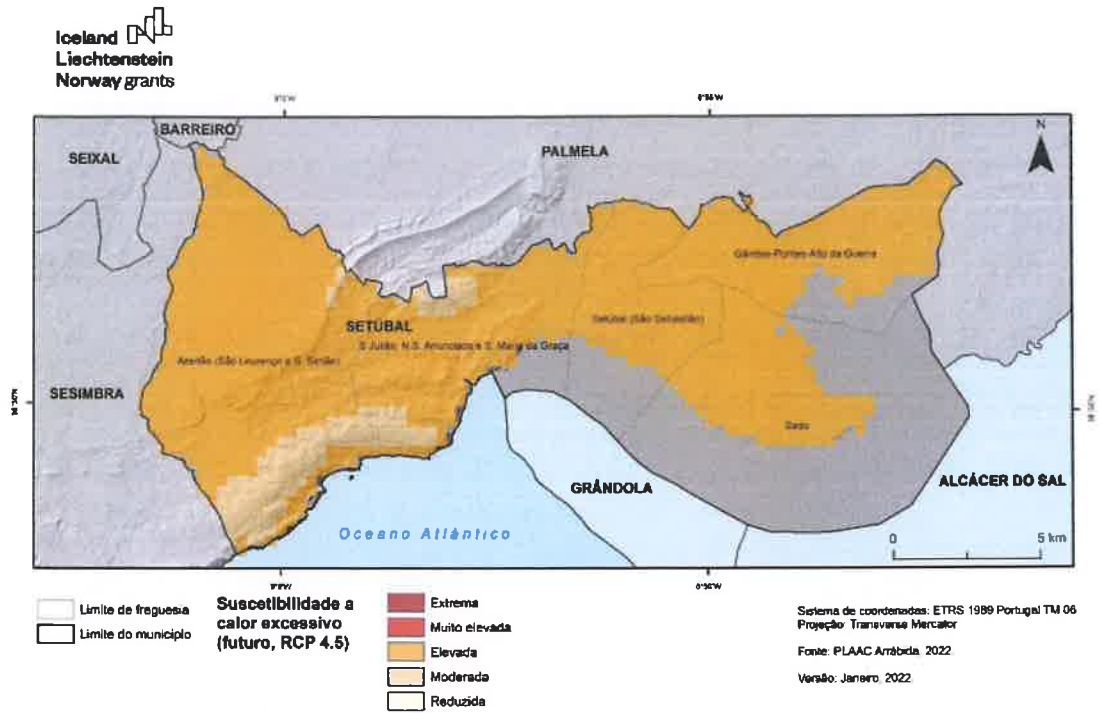 Iceland
Liechtenstein
Norway grants
BARREIRO
SEIXAL
PALMELA
N
Gâmbia-Pontes-Alto da Guerra
SETÚBAL
Setúbal (São Sebastião)
S Julião, N.S. Anunciada e S. Maria da Graça
Azeitão (São Lourenço e S. Simão)
SESIMBRA
Sado
GRÂNDOLA
ALCÁCER DO SAL
Oceano Atlântico
0 5 km
Limite de freguesia
Limite do município
Suscetibilidade a
calor excessivo
(futuro, RCP 4.5)
Extrema
Muito elevada
Elevada
Moderada
Reduzida
Sistema de coordenadas: ETRS 1989 Portugal TM 06
Projeção: Transverse Mercator
Fonte: PLAAC Arrábida, 2022.
Versão: Janeiro, 2022.